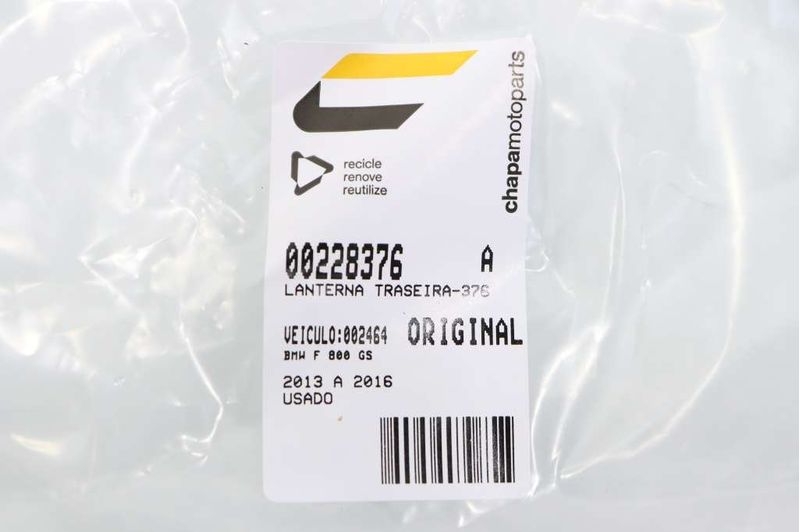 chapamotoparts
recicle
renove
reutilize
00228376 A
LANTERNA TRASEIRA-376
VEICULO:002464 ORIGINAL
BMW F 800 GS
2013 A 2016
USADO